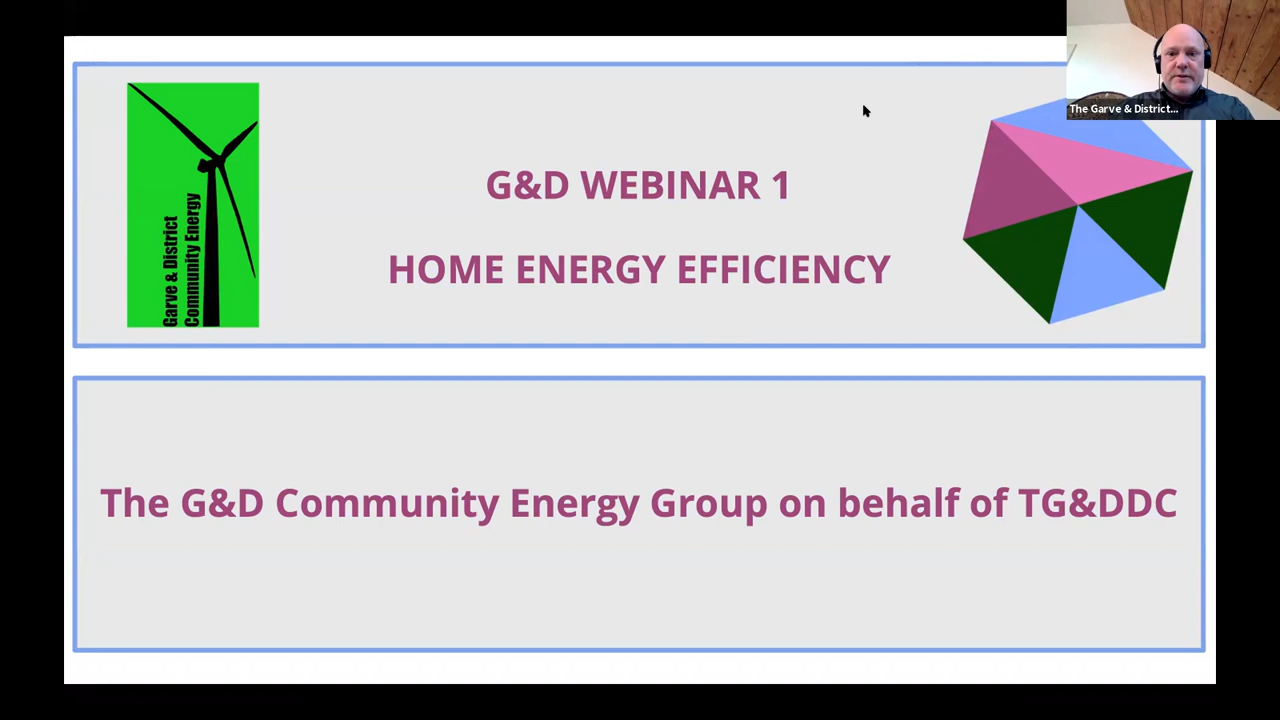 Garve & District
Community Energy
G&D WEBINAR 1
HOME ENERGY EFFICIENCY
The Garve & District...
The G&D Community Energy Group on behalf of TG&DDC